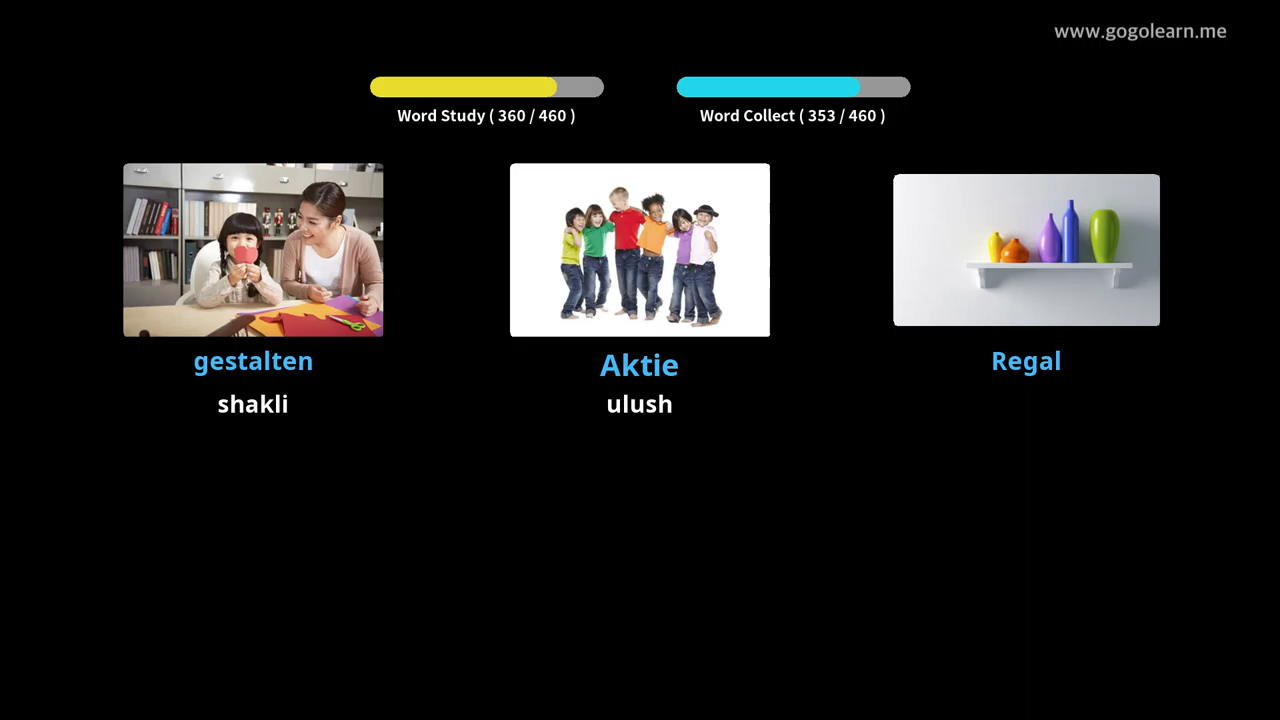 www.gogolearn.me
Word Study ( 360 / 460 )
Word Collect ( 353 / 460 )
gestalten
Aktie
Regal
shakli
ulush